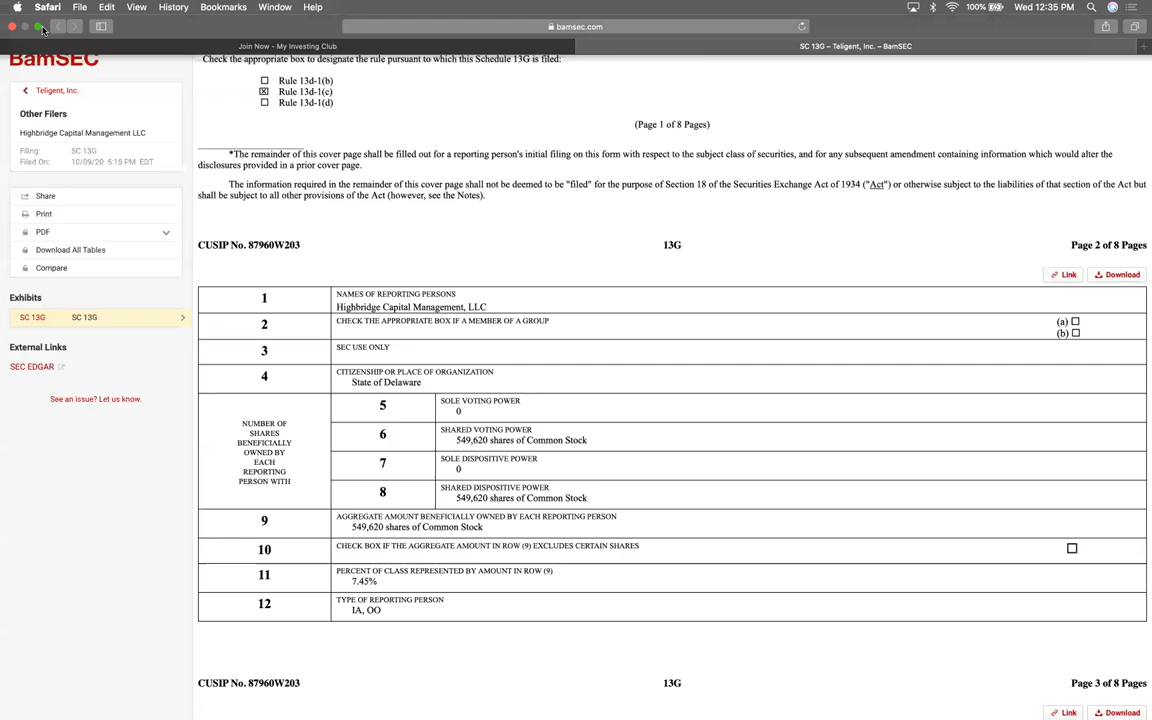 Safari File Edit View History Bookmarks Window Help 100% Wed 12:35 PM
bamsec.com
Join Now - My Investing Club SC 13G – Teligent, Inc. – BamSEC
BamSEC
Teligent, Inc.
Other Filers
Highbridge Capital Management LLC
Filing: SC 13G
Filed On: 10/09/20 5:15 PM EDT
Share
Print
PDF
Download All Tables
Compare
Exhibits
SC 13G SC 13G
External Links
SEC EDGAR
See an issue? Let us know.
Check the appropriate box to designate the rule pursuant to which this Schedule 13G is filed:
☐ Rule 13d-1(b)
☒ Rule 13d-1(c)
☐ Rule 13d-1(d)
(Page 1 of 8 Pages)
*The remainder of this cover page shall be filled out for a reporting person's initial filing on this form with respect to the subject class of securities, and for any subsequent amendment containing information which would alter the
disclosures provided in a prior cover page.
The information required in the remainder of this cover page shall not be deemed to be "filed" for the purpose of Section 18 of the Securities Exchange Act of 1934 ("Act") or otherwise subject to the liabilities of that section of the Act but
shall be subject to all other provisions of the Act (however, see the Notes).
CUSIP No. 87960W203 13G Page 2 of 8 Pages
Link Download
1 NAMES OF REPORTING PERSONS
Highbridge Capital Management, LLC
2 CHECK THE APPROPRIATE BOX IF A MEMBER OF A GROUP (a) ☐
(b) ☐
3 SEC USE ONLY
4 CITIZENSHIP OR PLACE OF ORGANIZATION
State of Delaware
NUMBER OF
SHARES
BENEFICIALLY
OWNED BY
EACH
REPORTING
PERSON WITH
5 SOLE VOTING POWER
0
6 SHARED VOTING POWER
549,620 shares of Common Stock
7 SOLE DISPOSITIVE POWER
0
8 SHARED DISPOSITIVE POWER
549,620 shares of Common Stock
9 AGGREGATE AMOUNT BENEFICIALLY OWNED BY EACH REPORTING PERSON
549,620 shares of Common Stock
10 CHECK BOX IF THE AGGREGATE AMOUNT IN ROW (9) EXCLUDES CERTAIN SHARES ☐
11 PERCENT OF CLASS REPRESENTED BY AMOUNT IN ROW (9)
7.45%
12 TYPE OF REPORTING PERSON
IA, OO
CUSIP No. 87960W203 13G Page 3 of 8 Pages
Link Download